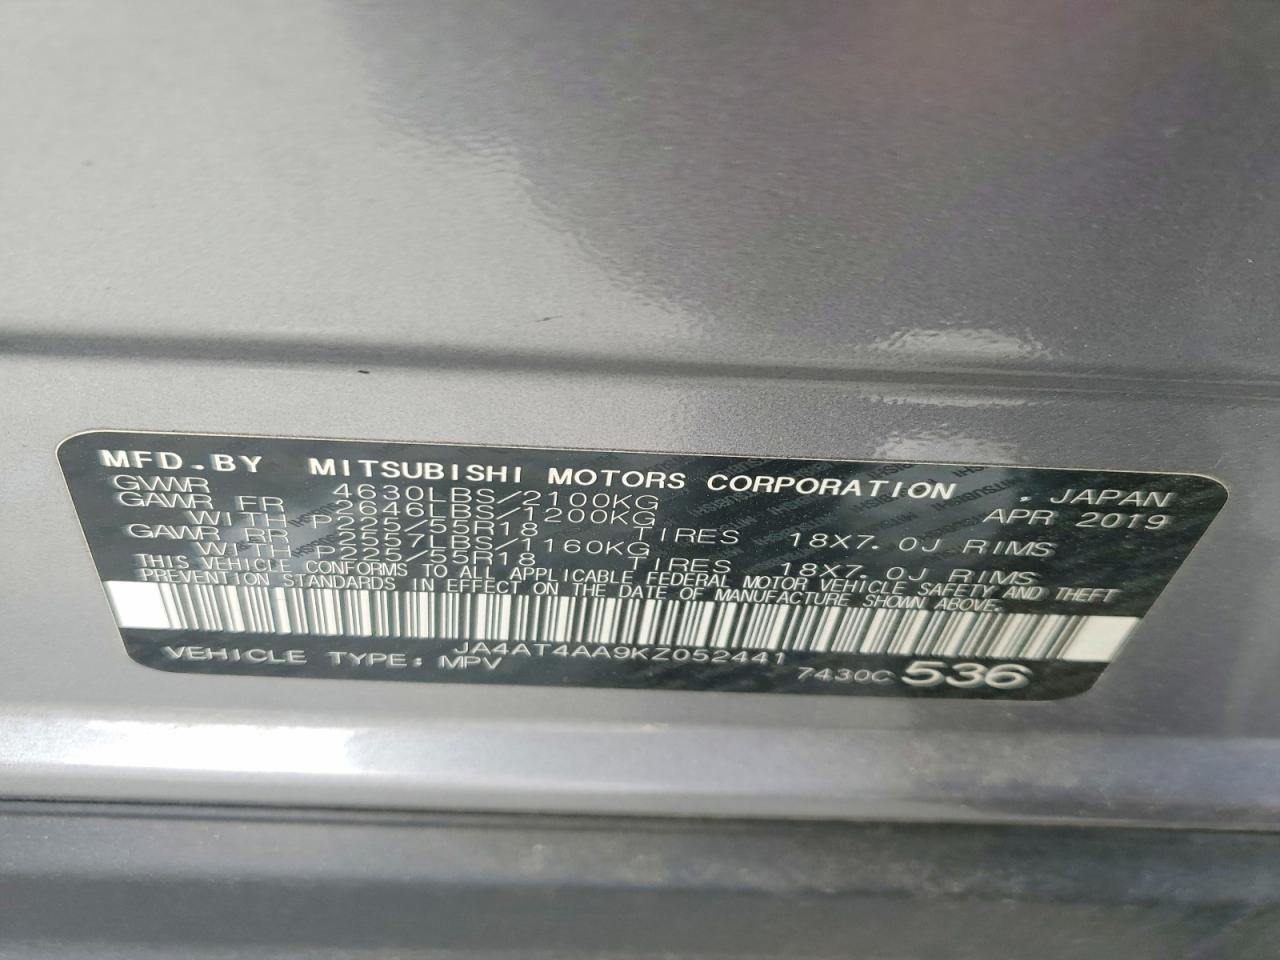 MFD.BY MITSUBISHI MOTORS CORPORATION . JAPAN
GVWR 4630LBS/2100KG APR 2019
GAWR FR 2646LBS/1200KG
WITH P225/55R18 TIRES 18X7.0J RIMS
GAWR RR 2557LBS/1160KG
WITH P225/55R18 TIRES 18X7.0J RIMS
THIS VEHICLE CONFORMS TO ALL APPLICABLE FEDERAL MOTOR VEHICLE SAFETY AND THEFT
PREVENTION STANDARDS IN EFFECT ON THE DATE OF MANUFACTURE SHOWN ABOVE.
JA4AT4AA9KZ052441
VEHICLE TYPE: MPV 7430C 536